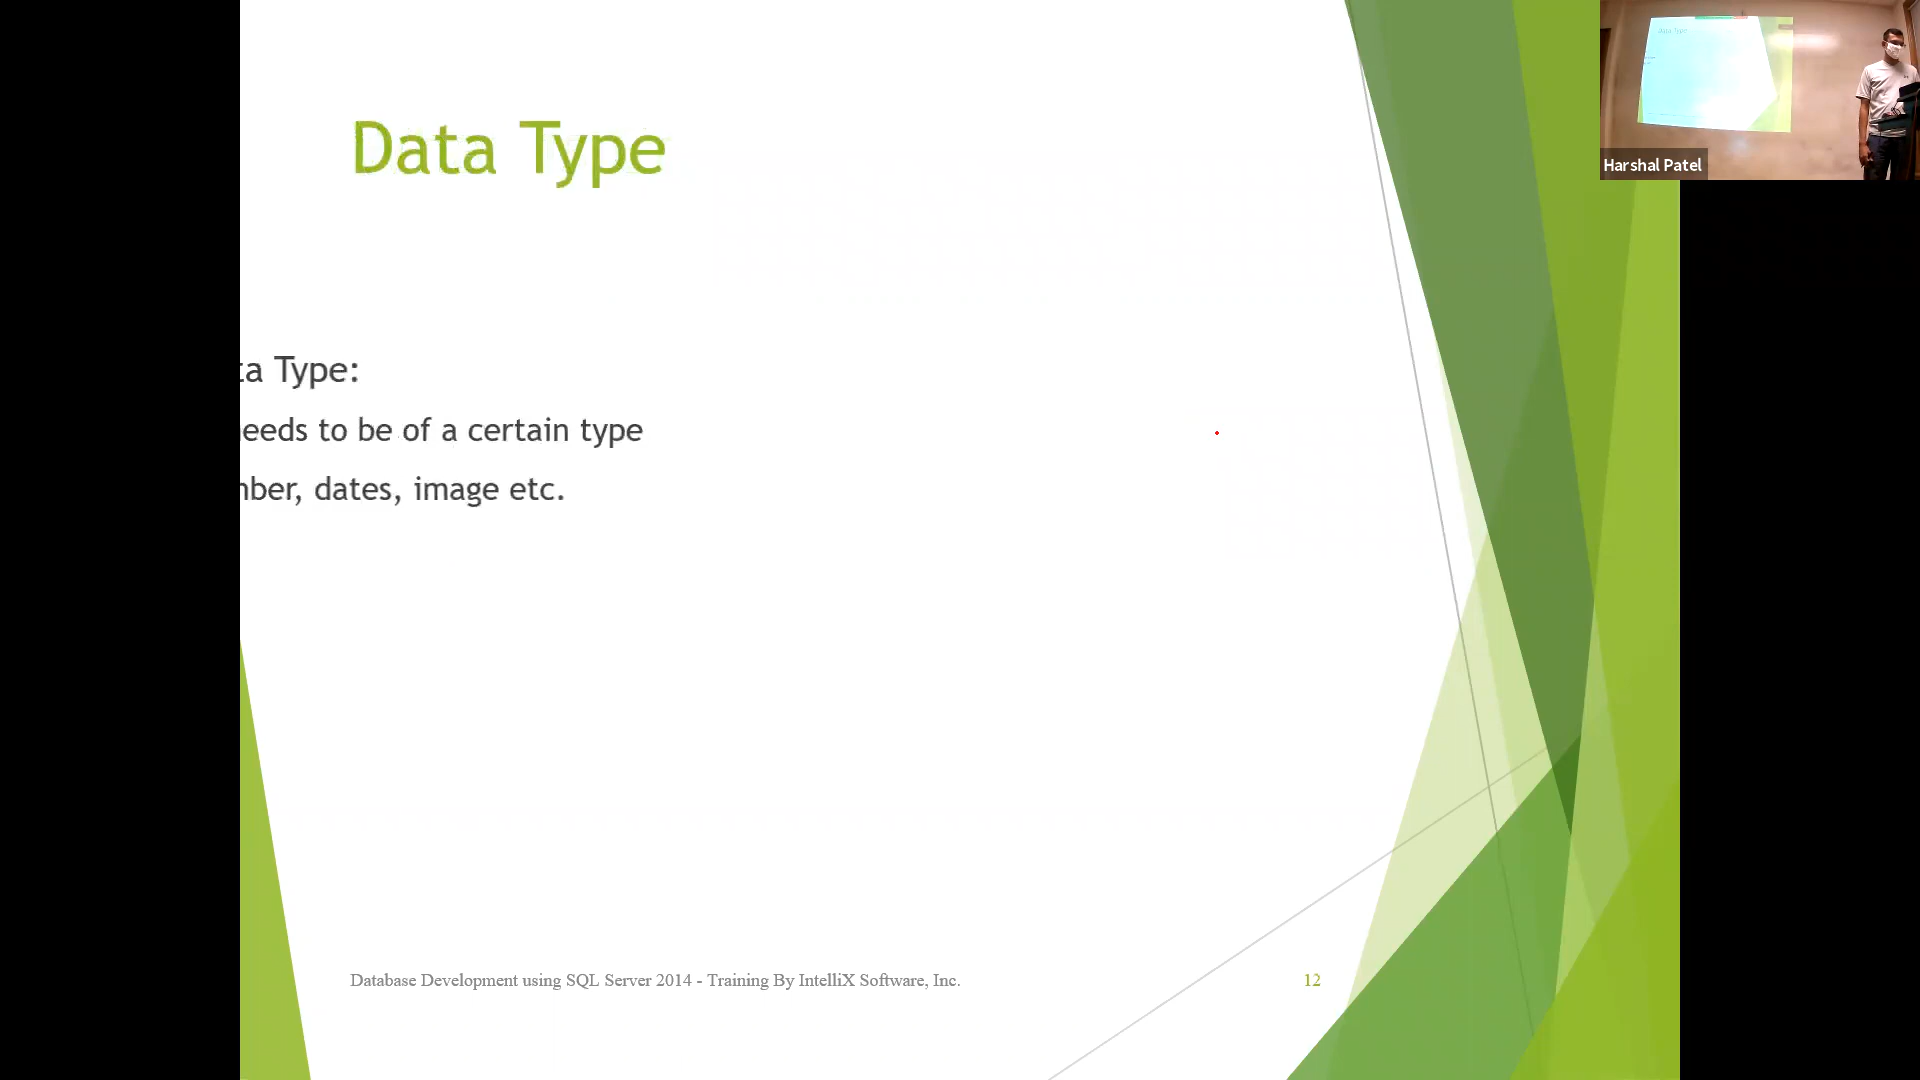 Data Type
Harshal Patel
ta Type:
eeds to be of a certain type
nber, dates, image etc.
Database Development using SQL Server 2014 - Training By IntelliX Software, Inc.
12